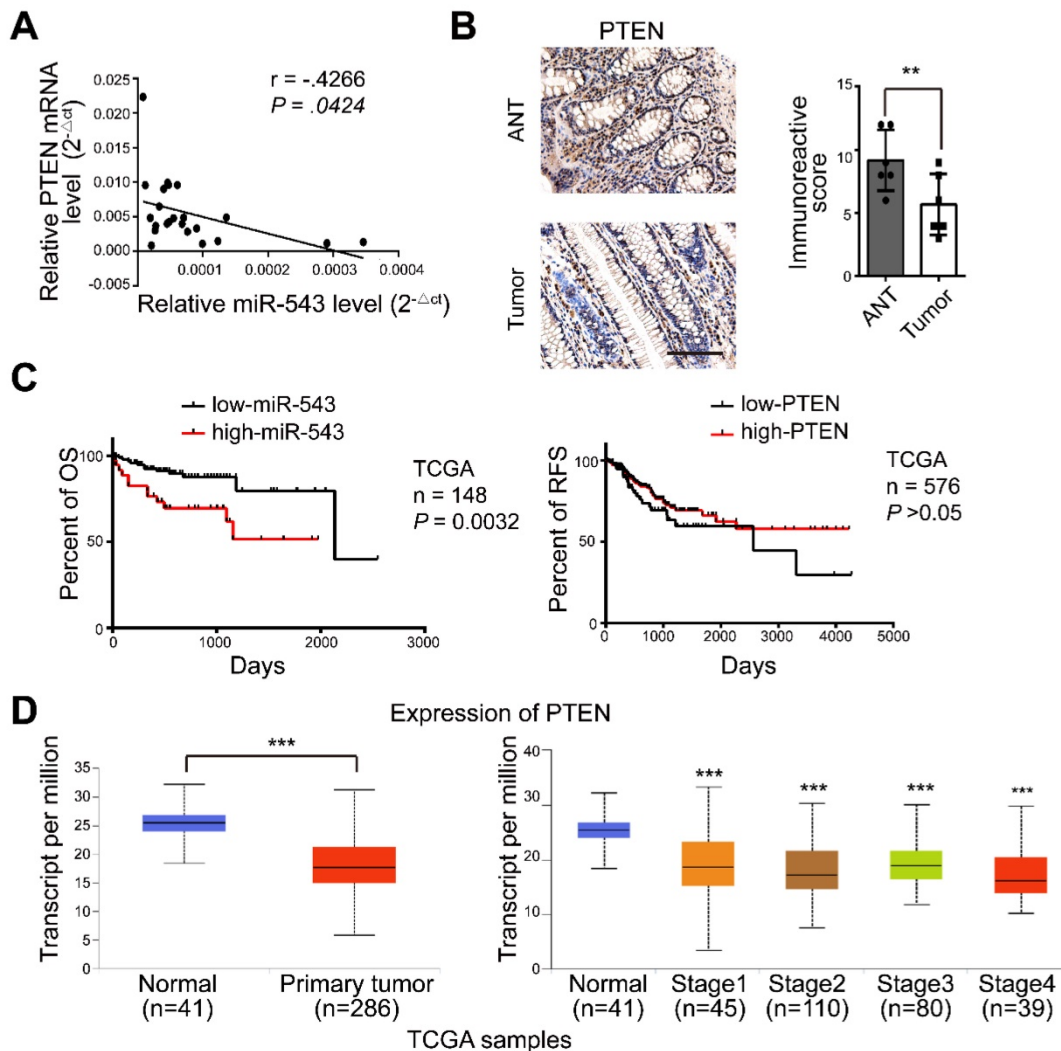 A
r = -.4266
P = .0424
Relative PTEN mRNA
level (2-△ct)
0.025
0.020
0.015
0.010
0.005
0.000
-0.005
0.0001 0.0002 0.0003 0.0004
Relative miR-543 level (2-△ct)
B
PTEN
ANT
Tumor
Immunoreactive
score
15
10
5
0
**
ANT
Tumor
C
low-miR-543
high-miR-543
Percent of OS
100
50
0
0 1000 2000 3000
Days
TCGA
n = 148
P = 0.0032
low-PTEN
high-PTEN
Percent of RFS
100
50
0
0 1000 2000 3000 4000 5000
Days
TCGA
n = 576
P >0.05
D
Expression of PTEN
Transcript per million
40
35
30
25
20
15
10
5
0
***
Normal
(n=41)
Primary tumor
(n=286)
Transcript per million
40
30
20
10
0
*** *** *** ***
Normal Stage1 Stage2 Stage3 Stage4
(n=41) (n=45) (n=110) (n=80) (n=39)
TCGA samples